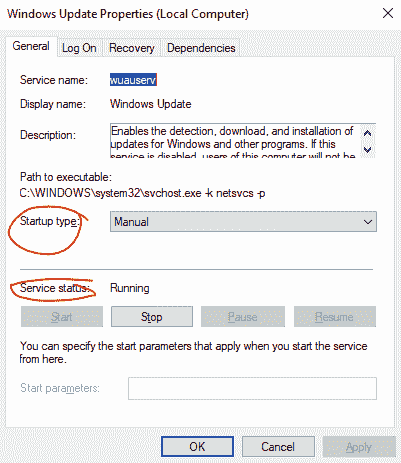 Windows Update Properties (Local Computer)
General Log On Recovery Dependencies
Service name: wuauserv
Display name: Windows Update
Description: Enables the detection, download, and installation of
updates for Windows and other programs. If this
service is disabled, users of this computer will not be
Path to executable:
C:\WINDOWS\system32\svchost.exe -k netsvcs -p
Startup type: Manual
Service status: Running
Start Stop Pause Resume
You can specify the start parameters that apply when you start the service
from here.
Start parameters:
OK Cancel Apply